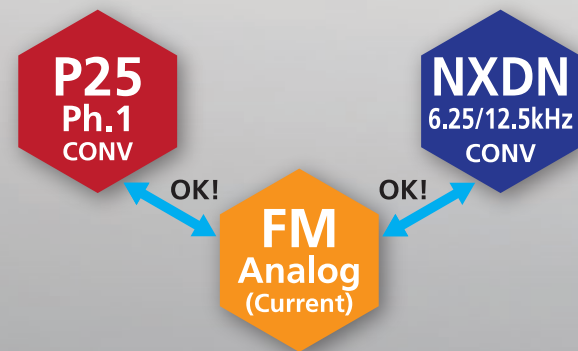 P25
Ph.1
CONV
NXDN
6.25/12.5kHz
CONV
OK!
OK!
FM
Analog
(Current)